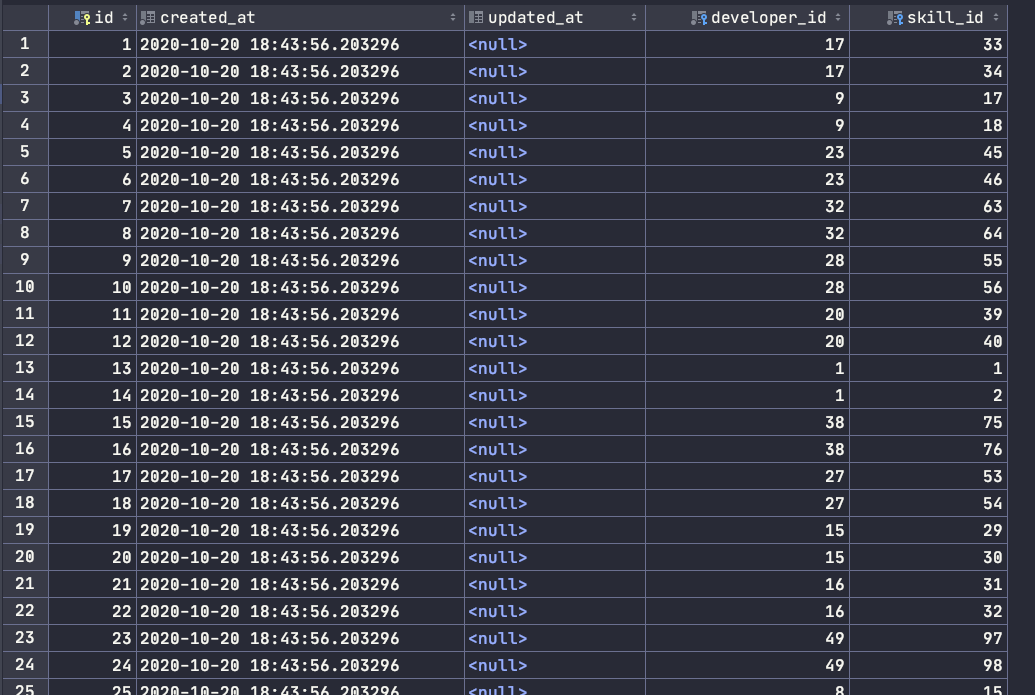 id created_at updated_at developer_id skill_id
1 1 2020-10-20 18:43:56.203296 <null> 17 33
2 2 2020-10-20 18:43:56.203296 <null> 17 34
3 3 2020-10-20 18:43:56.203296 <null> 9 17
4 4 2020-10-20 18:43:56.203296 <null> 9 18
5 5 2020-10-20 18:43:56.203296 <null> 23 45
6 6 2020-10-20 18:43:56.203296 <null> 23 46
7 7 2020-10-20 18:43:56.203296 <null> 32 63
8 8 2020-10-20 18:43:56.203296 <null> 32 64
9 9 2020-10-20 18:43:56.203296 <null> 28 55
10 10 2020-10-20 18:43:56.203296 <null> 28 56
11 11 2020-10-20 18:43:56.203296 <null> 20 39
12 12 2020-10-20 18:43:56.203296 <null> 20 40
13 13 2020-10-20 18:43:56.203296 <null> 1 1
14 14 2020-10-20 18:43:56.203296 <null> 1 2
15 15 2020-10-20 18:43:56.203296 <null> 38 75
16 16 2020-10-20 18:43:56.203296 <null> 38 76
17 17 2020-10-20 18:43:56.203296 <null> 27 53
18 18 2020-10-20 18:43:56.203296 <null> 27 54
19 19 2020-10-20 18:43:56.203296 <null> 15 29
20 20 2020-10-20 18:43:56.203296 <null> 15 30
21 21 2020-10-20 18:43:56.203296 <null> 16 31
22 22 2020-10-20 18:43:56.203296 <null> 16 32
23 23 2020-10-20 18:43:56.203296 <null> 49 97
24 24 2020-10-20 18:43:56.203296 <null> 49 98
25 25 2020-10-20 18:43:56.203296 <null> 8 15